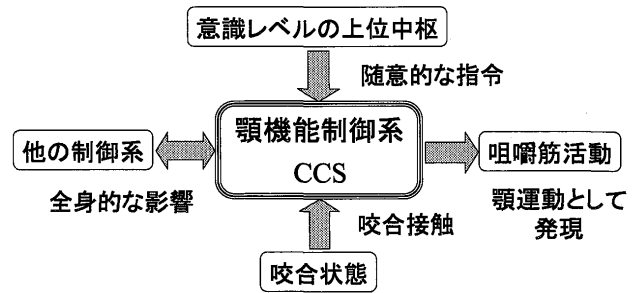 意識レベルの上位中枢
随意的な指令
顎機能制御系
CCS
他の制御系
全身的な影響
咀嚼筋活動
顎運動として
発現
咬合接触
咬合状態